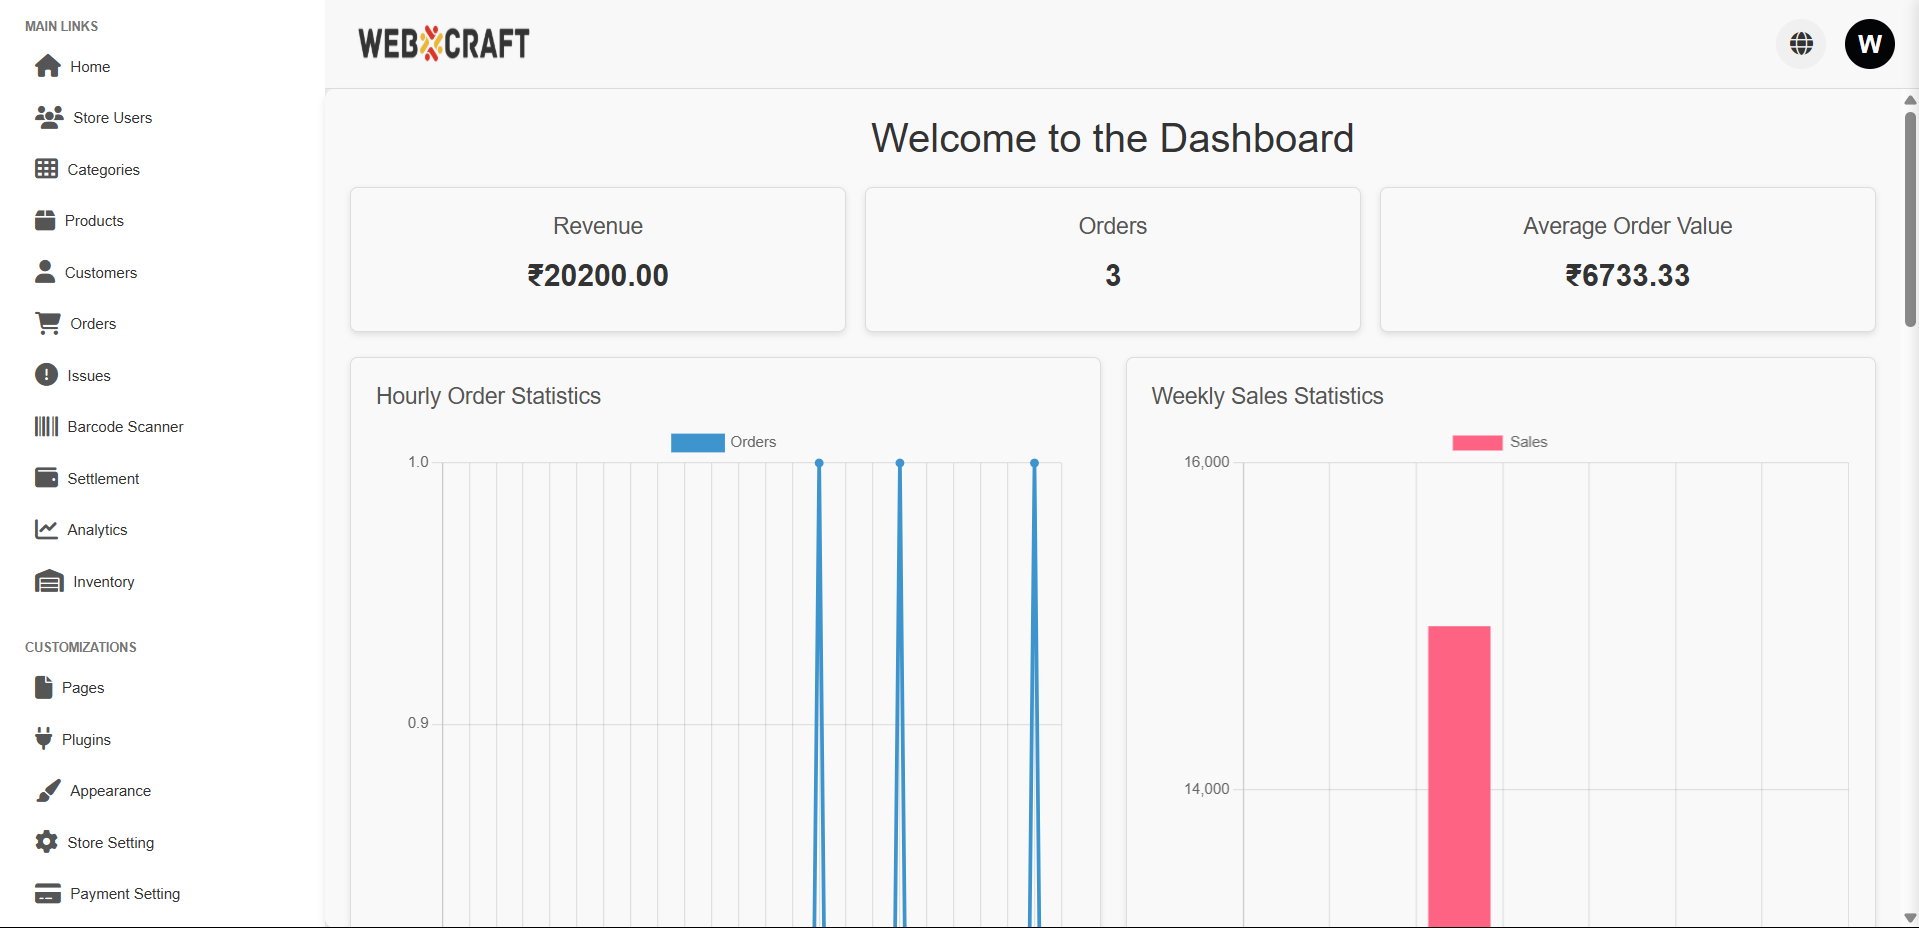 MAIN LINKS
Home
Store Users
Categories
Products
Customers
Orders
Issues
Barcode Scanner
Settlement
Analytics
Inventory
CUSTOMIZATIONS
Pages
Plugins
Appearance
Store Setting
Payment Setting
WEBXCRAFT
W
Welcome to the Dashboard
Revenue
₹20200.00
Orders
3
Average Order Value
₹6733.33
Hourly Order Statistics
Orders
1.0
0.9
Weekly Sales Statistics
Sales
16,000
14,000